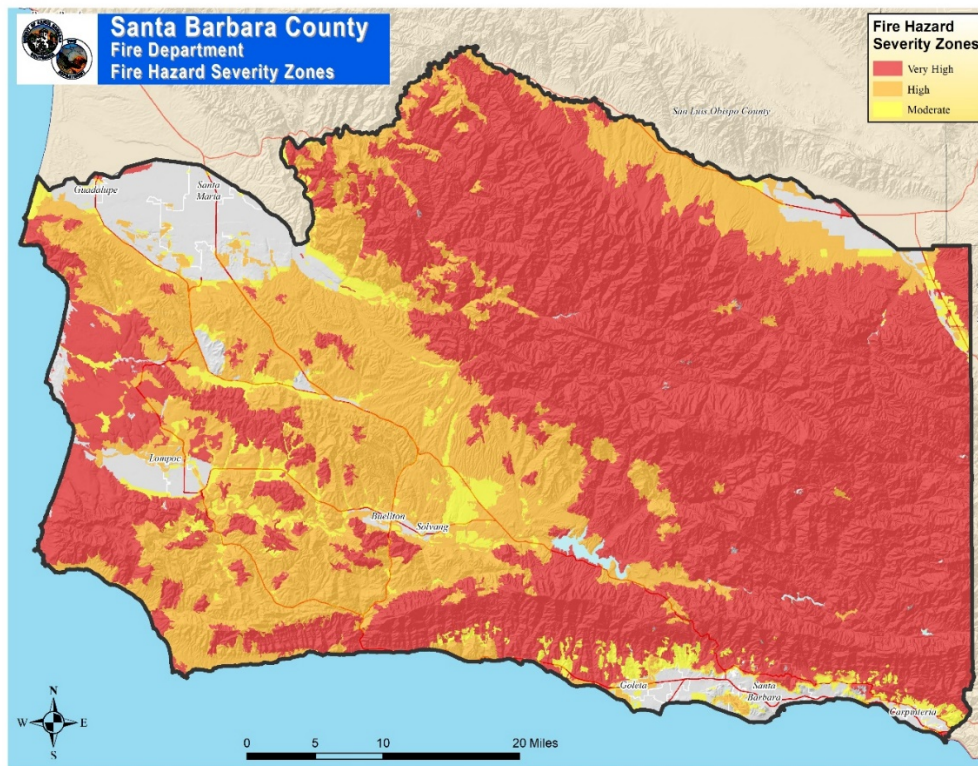 Santa Barbara County
Fire Department
Fire Hazard Severity Zones
Fire Hazard
Severity Zones
Very High
High
Moderate
San Luis Obispo County
Guadalupe
Santa
Maria
Lompoc
Buellton
Solvang
Goleta
Santa
Barbara
Carpinteria
N
W E
S
0 5 10 20 Miles